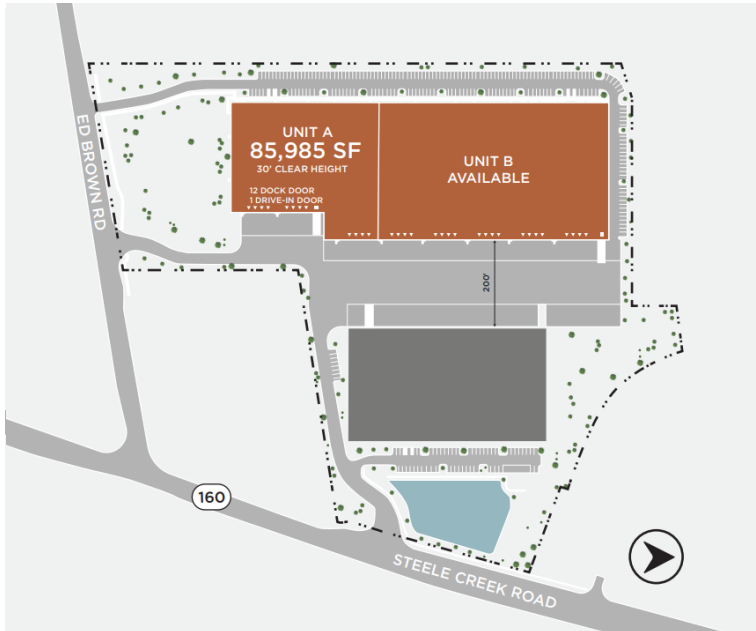 ED BROWN RD
UNIT A
85,985 SF
30' CLEAR HEIGHT
12 DOCK DOOR
1 DRIVE-IN DOOR
UNIT B
AVAILABLE
200'
160
STEELE CREEK ROAD